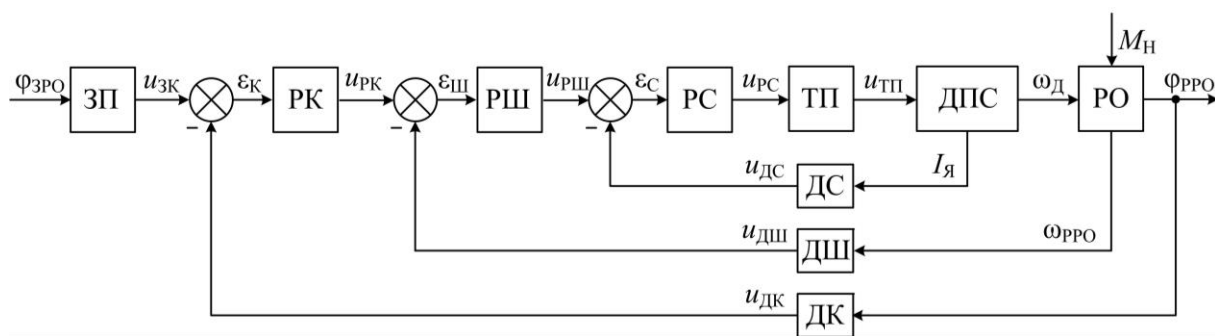 M_Н
φ_ЗРО ЗП u_ЗК ε_К РК u_РК ε_Ш РШ u_РШ ε_С РС u_РС ТП u_ТП ДПС ω_Д РО φ_РРО
− − −
u_ДС ДС I_Я
u_ДШ ДШ ω_РРО
u_ДК ДК